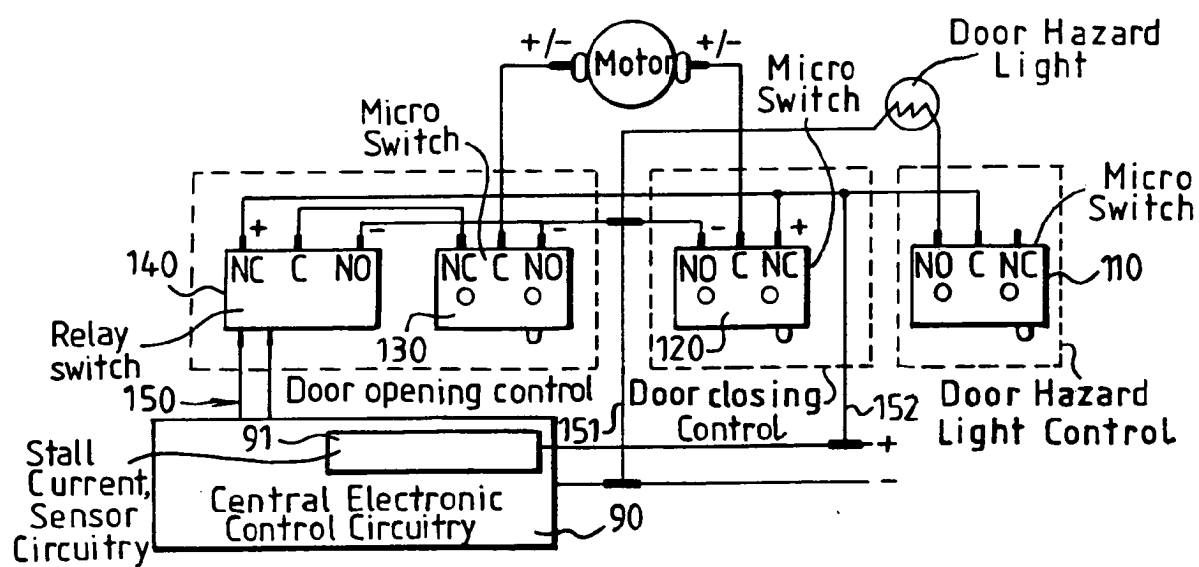 +/- Motor +/-
Door Hazard
Light
Micro
Switch
Micro
Switch
Micro
Switch
+ - - - +
140 NC C NO
NC C NO
NO C NC
NO C NC 110
Relay
switch
130
120
150
Door opening control
Door closing
Control
Door Hazard
Light Control
151
152
91
+
-
Stall
Current,
Sensor
Circuitry
Central Electronic
Control Circuitry
90